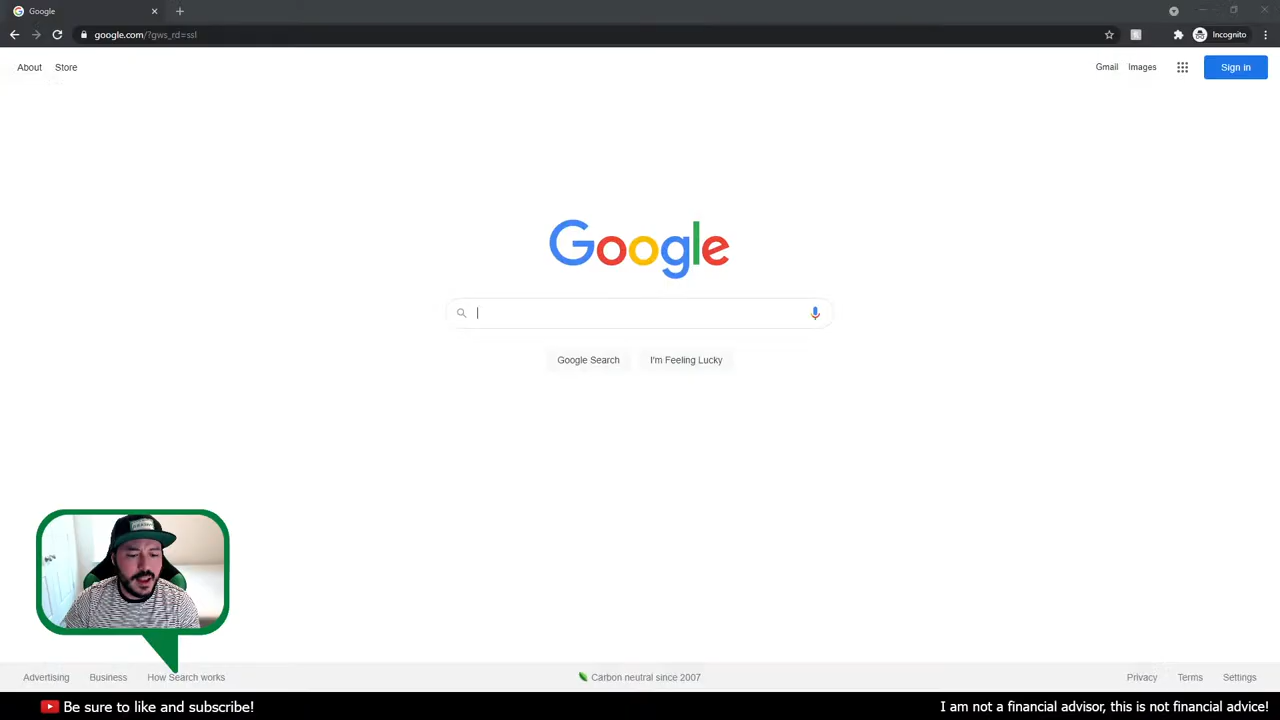 Google
google.com/?gws_rd=ssl
Incognito
About Store
Gmail Images
Sign in
Google
Google Search I'm Feeling Lucky
Advertising Business How Search works
Carbon neutral since 2007
Privacy Terms Settings
Be sure to like and subscribe!
I am not a financial advisor, this is not financial advice!